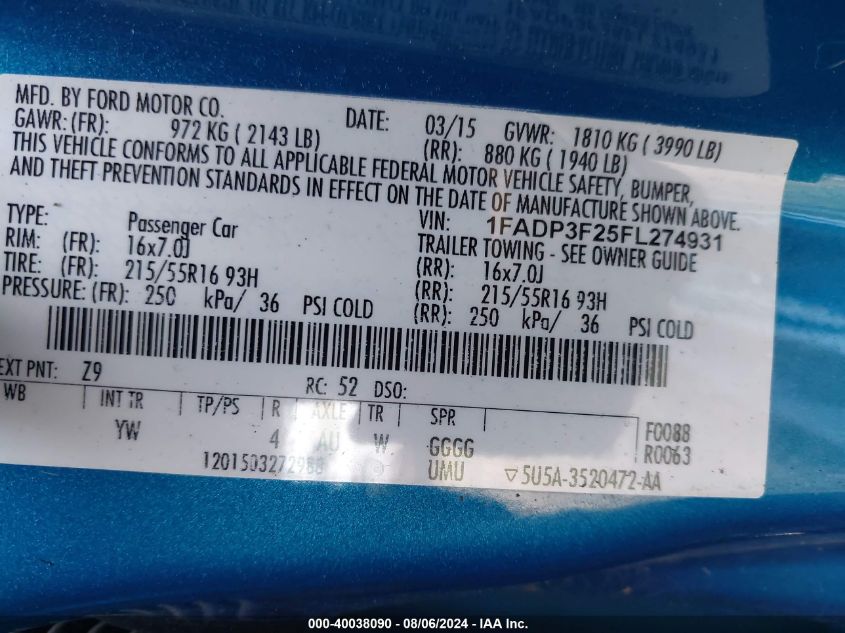 MFD. BY FORD MOTOR CO. DATE: 03/15 GVWR: 1810 KG ( 3990 LB)
GAWR: (FR): 972 KG ( 2143 LB) (RR): 880 KG ( 1940 LB)
THIS VEHICLE CONFORMS TO ALL APPLICABLE FEDERAL MOTOR VEHICLE SAFETY, BUMPER,
AND THEFT PREVENTION STANDARDS IN EFFECT ON THE DATE OF MANUFACTURE SHOWN ABOVE.
VIN: 1FADP3F25FL274931
TYPE: Passenger Car TRAILER TOWING - SEE OWNER GUIDE
RIM: (FR): 16x7.0J (RR): 16x7.0J
TIRE: (FR): 215/55R16 93H (RR): 215/55R16 93H
PRESSURE: (FR): 250 kPa/ 36 PSI COLD (RR): 250 kPa/ 36 PSI COLD
EXT PNT: Z9 RC: 52 DSO:
WB INT TR TP/PS R AXLE TR SPR F0088
YW 4 AU W GGGG R0063
1201503272988 UMU 5U5A-3520472-AA
000-40038090 - 08/06/2024 - IAA Inc.